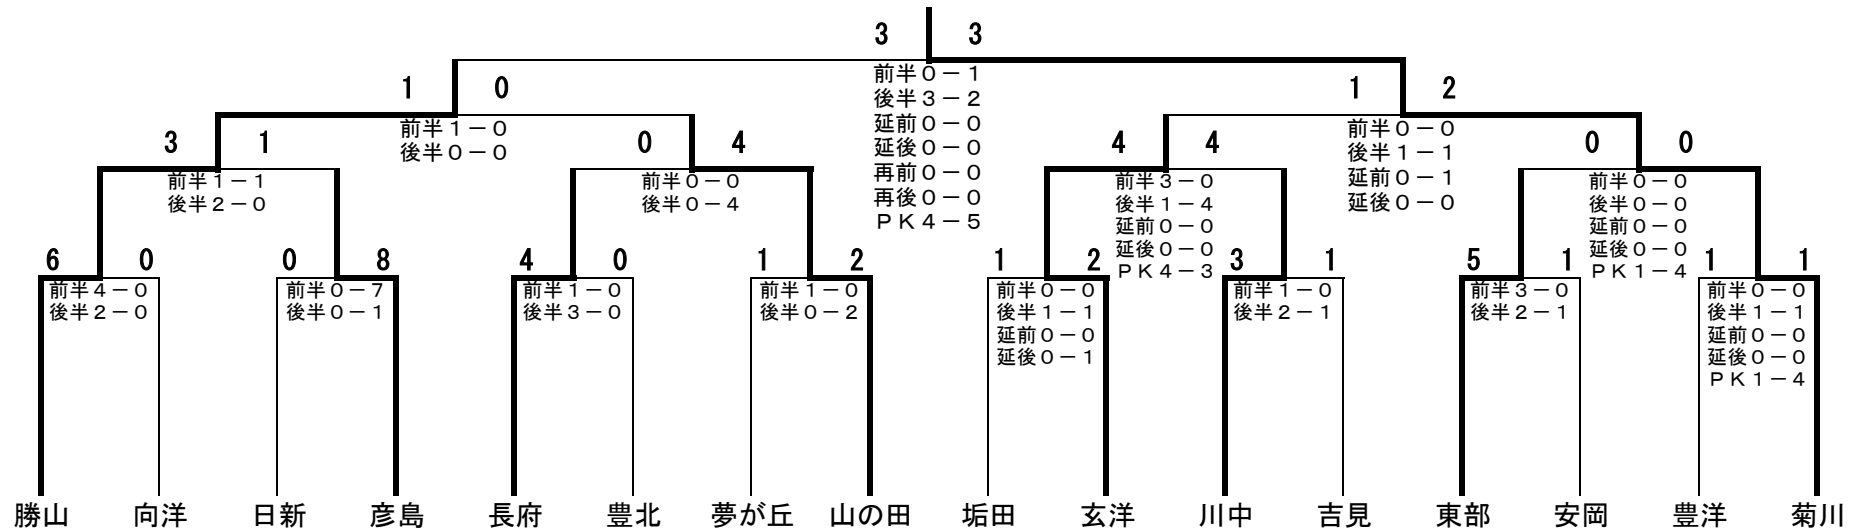 3 3
前半０－１
後半３－２
延前０－０
延後０－０
再前０－０
再後０－０
ＰＫ４－５
1 0
前半１－０
後半０－０
1 2
前半０－０
後半１－１
延前０－１
延後０－０
3 1
前半１－１
後半２－０
0 4
前半０－０
後半０－４
4 4
前半３－０
後半１－４
延前０－０
延後０－０
ＰＫ４－３
0 0
前半０－０
後半０－０
延前０－０
延後０－０
ＰＫ１－４
6 0
前半４－０
後半２－０
0 8
前半０－７
後半０－１
4 0
前半１－０
後半３－０
1 2
前半１－０
後半０－２
1 2
前半０－０
後半１－１
延前０－０
延後０－１
3 1
前半１－０
後半２－１
5 1
前半３－０
後半２－１
1 1
前半０－０
後半１－１
延前０－０
延後０－０
ＰＫ１－４
勝山 向洋 日新 彦島 長府 豊北 夢が丘 山の田 垢田 玄洋 川中 吉見 東部 安岡 豊洋 菊川